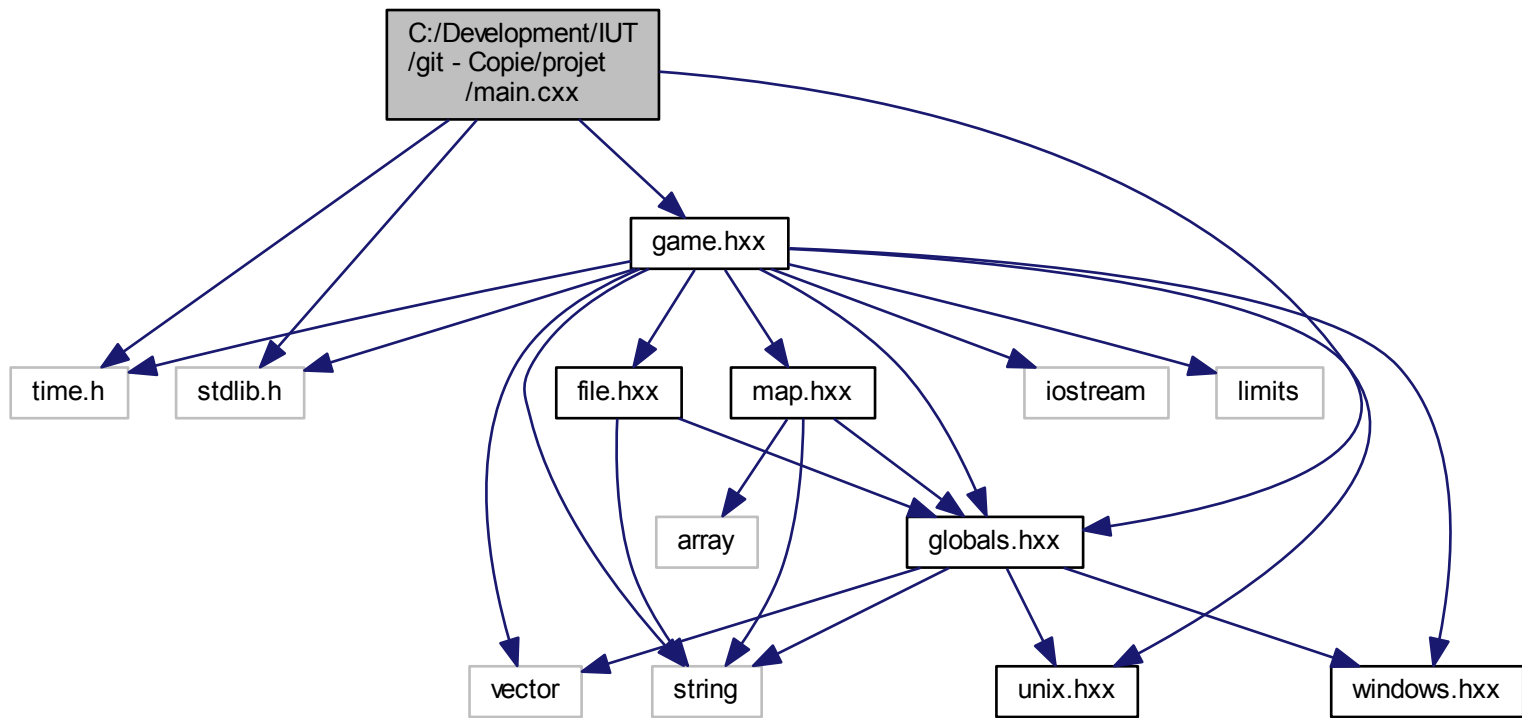 C:/Development/IUT
/git - Copie/projet
/main.cxx
game.hxx
time.h
stdlib.h
file.hxx
map.hxx
iostream
limits
array
globals.hxx
vector
string
unix.hxx
windows.hxx